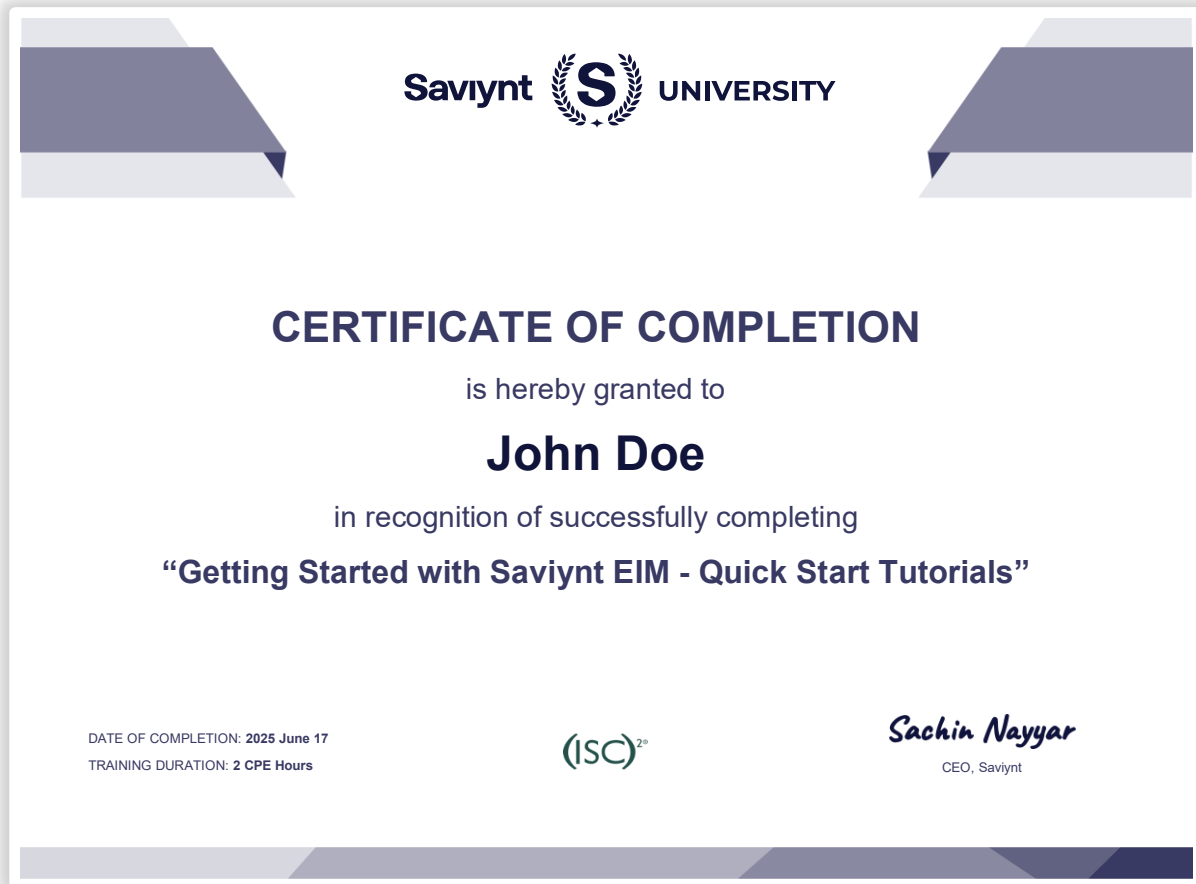 Saviynt S UNIVERSITY
CERTIFICATE OF COMPLETION
is hereby granted to
John Doe
in recognition of successfully completing
“Getting Started with Saviynt EIM - Quick Start Tutorials”
DATE OF COMPLETION: 2025 June 17
TRAINING DURATION: 2 CPE Hours
(ISC)²®
Sachin Nayyar
CEO, Saviynt